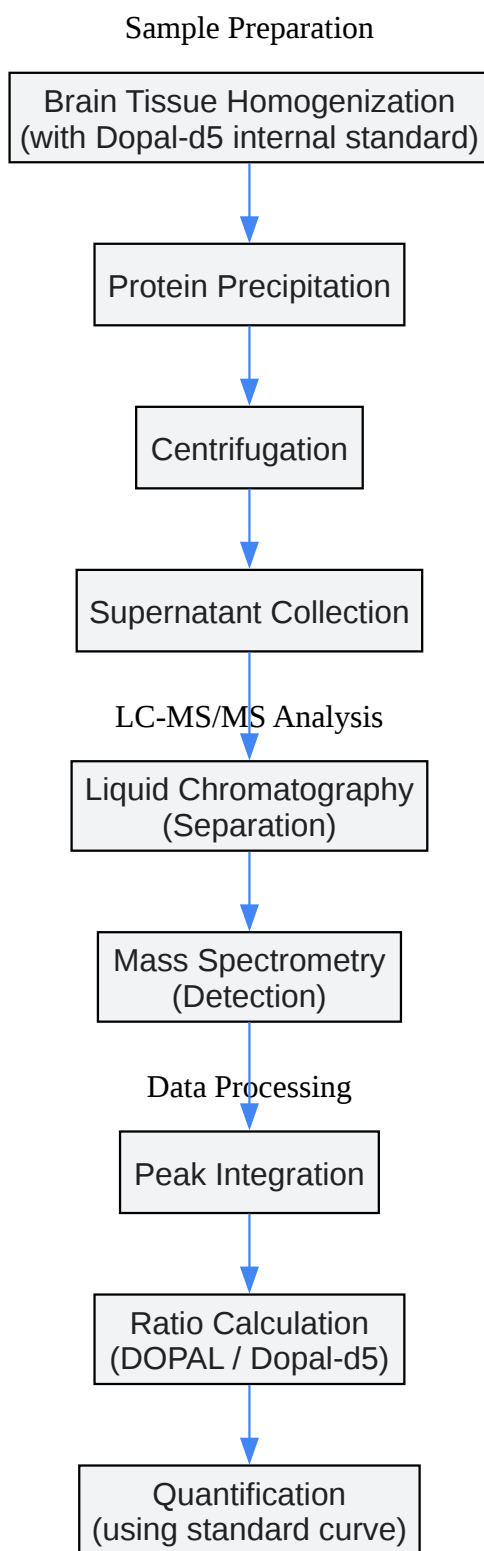 Sample Preparation
Brain Tissue Homogenization
(with Dopal-d5 internal standard)
Protein Precipitation
Centrifugation
Supernatant Collection
LC-MS/MS Analysis
Liquid Chromatography
(Separation)
Mass Spectrometry
(Detection)
Data Processing
Peak Integration
Ratio Calculation
(DOPAL / Dopal-d5)
Quantification
(using standard curve)